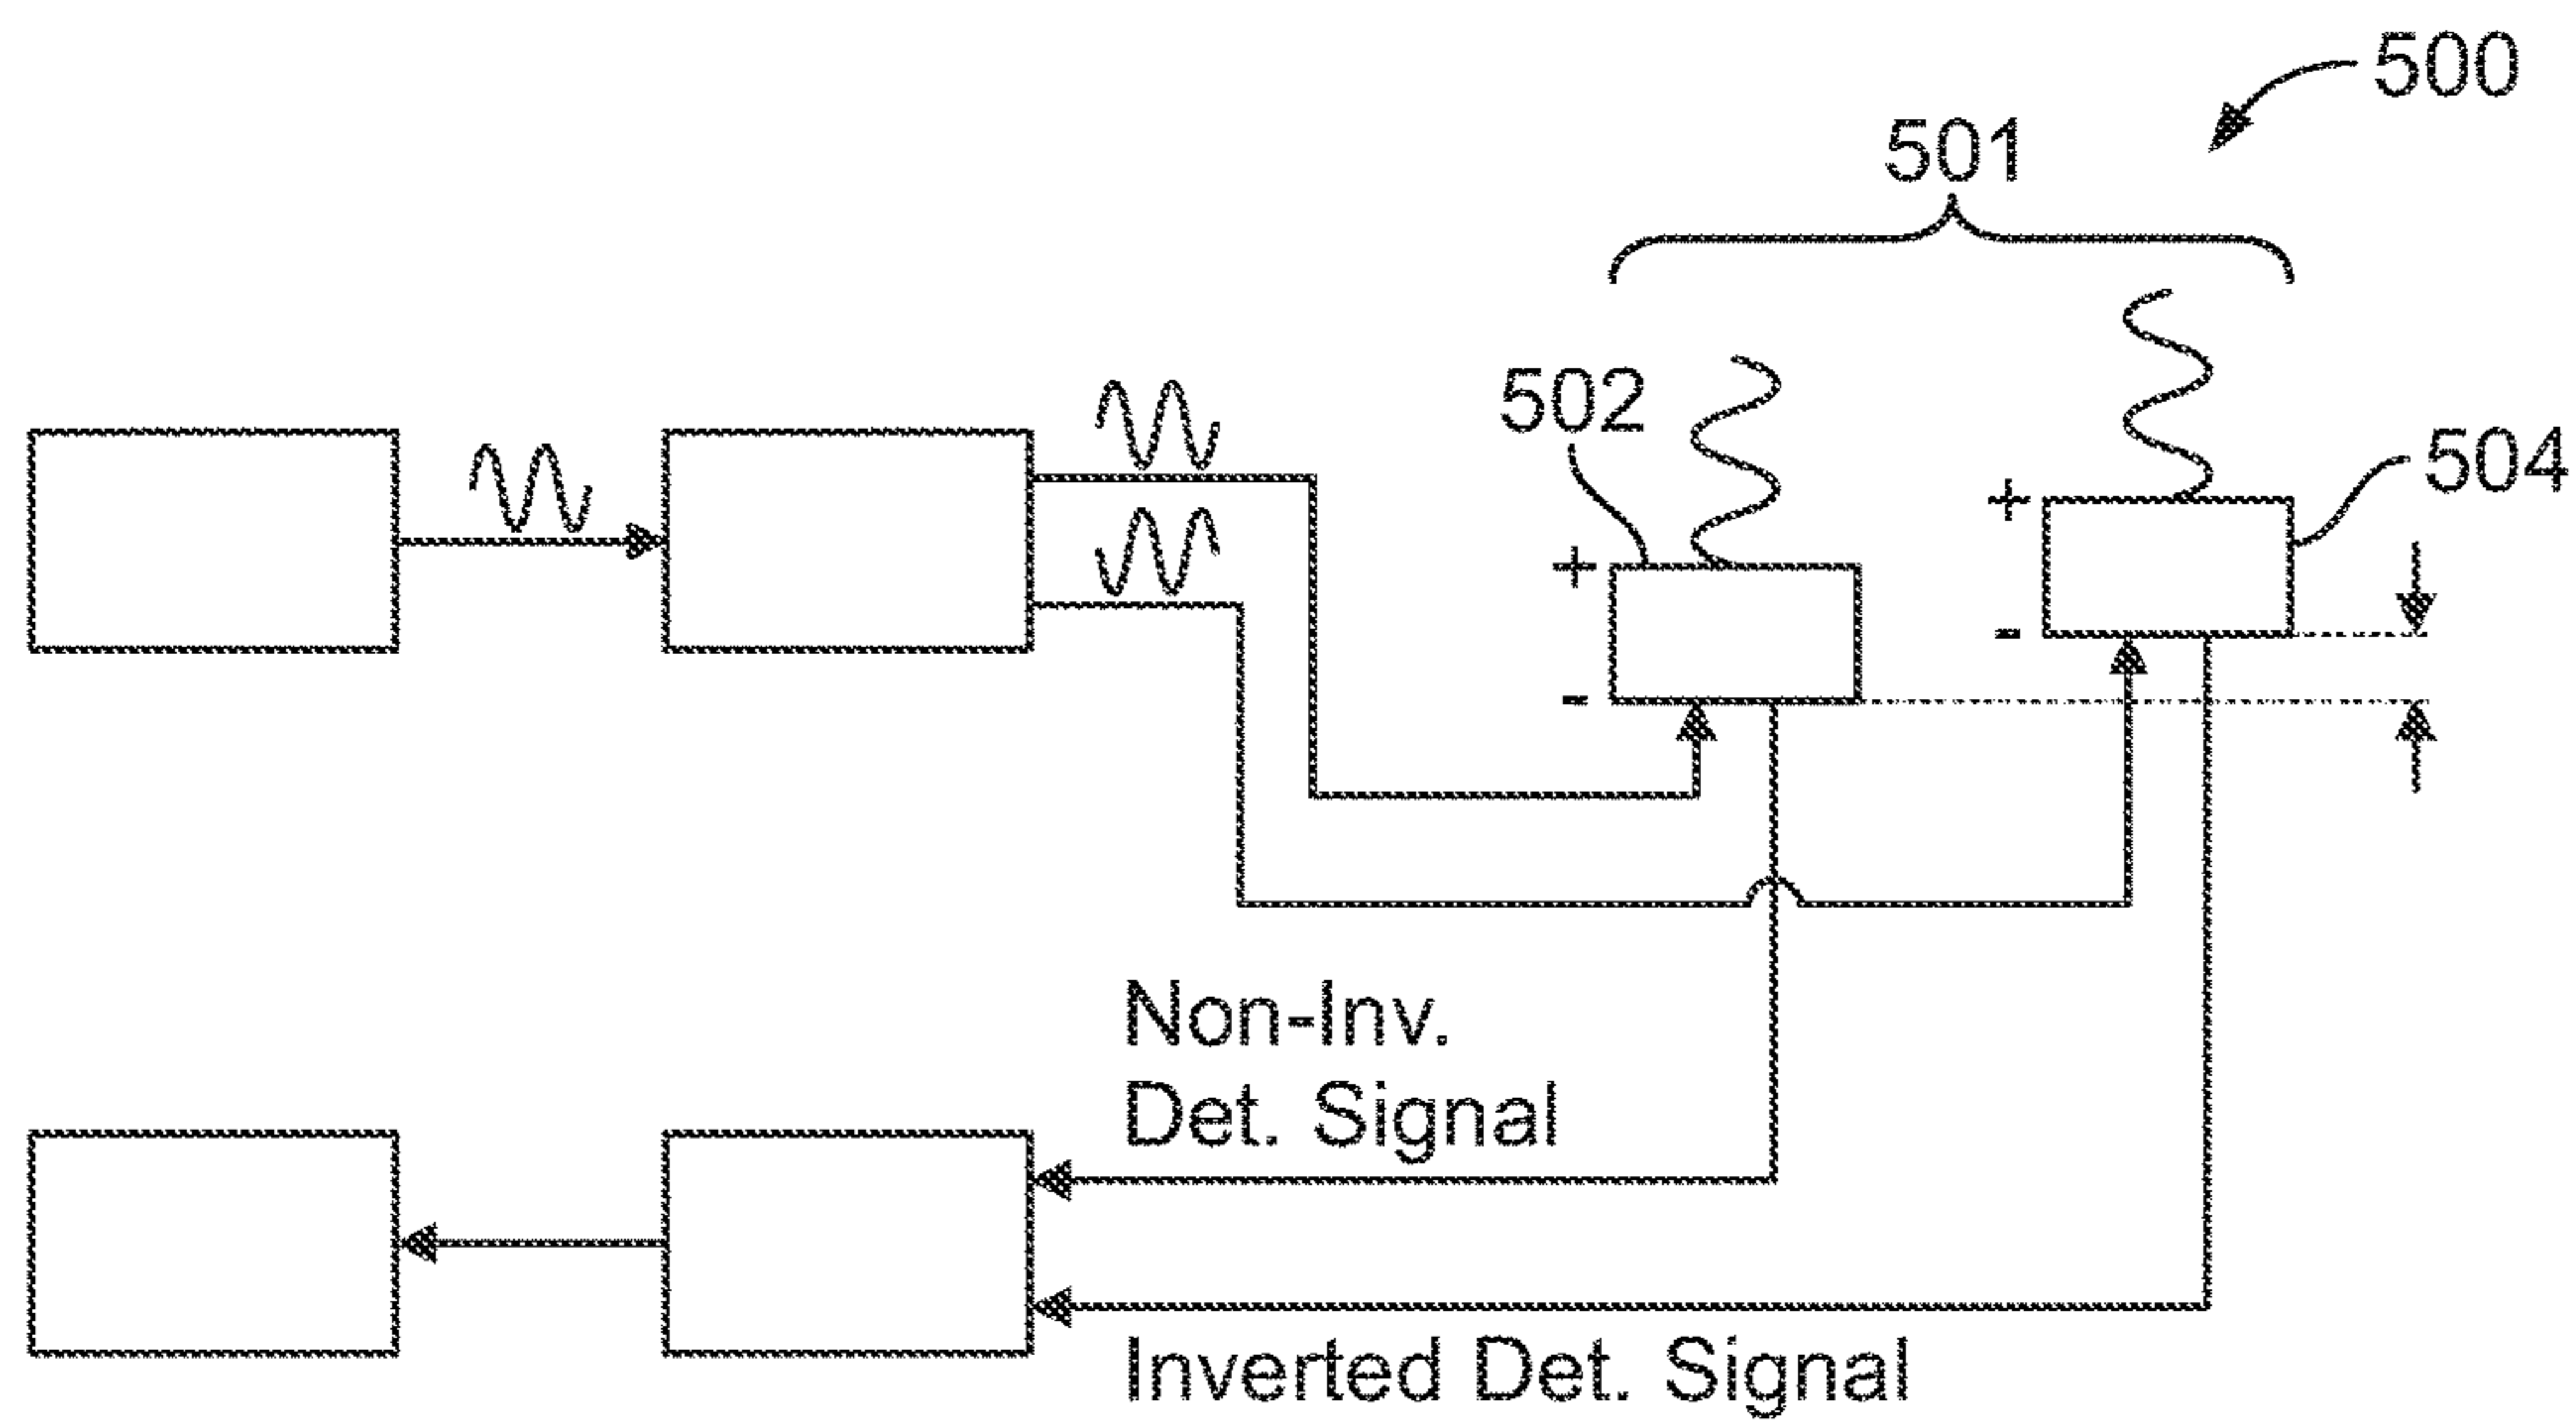 500
501
502
504
+
+
-
-
Non-Inv.
Det. Signal
Inverted Det. Signal